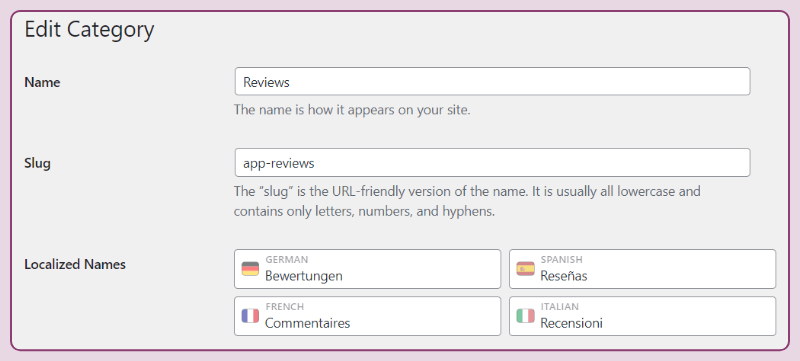 Edit Category
Name
Reviews
The name is how it appears on your site.
Slug
app-reviews
The “slug” is the URL-friendly version of the name. It is usually all lowercase and
contains only letters, numbers, and hyphens.
Localized Names
GERMAN
Bewertungen
SPANISH
Reseñas
FRENCH
Commentaires
ITALIAN
Recensioni